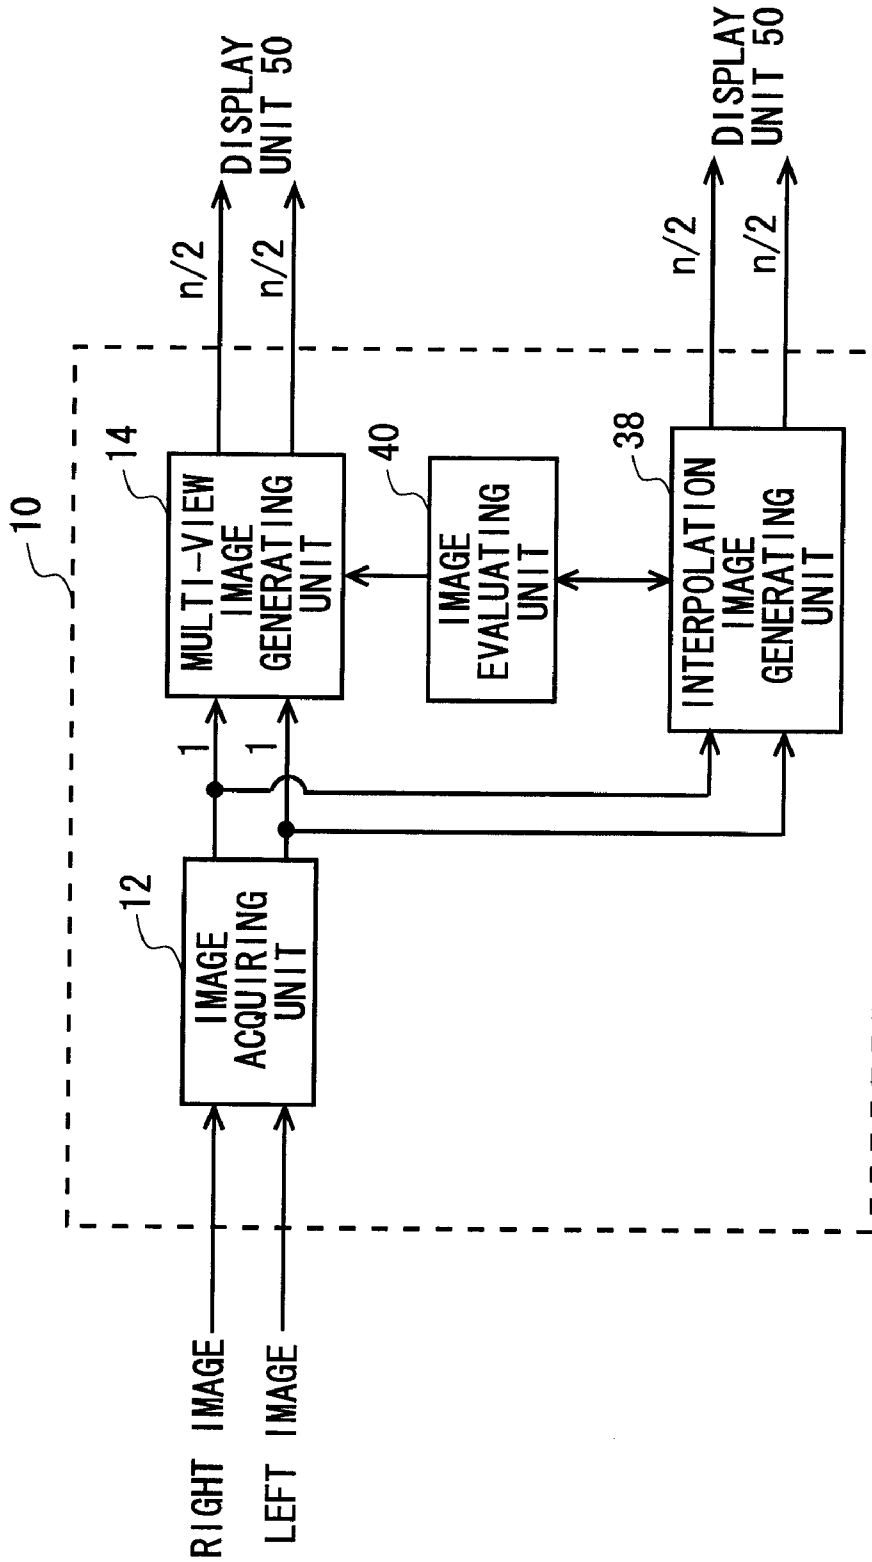 10
RIGHT IMAGE
LEFT IMAGE
12
IMAGE
ACQUIRING
UNIT
1
1
14
MULTI-VIEW
IMAGE
GENERATING
UNIT
n/2
n/2
DISPLAY
UNIT 50
40
IMAGE
EVALUATING
UNIT
38
INTERPOLATION
IMAGE
GENERATING
UNIT
n/2
n/2
DISPLAY
UNIT 50